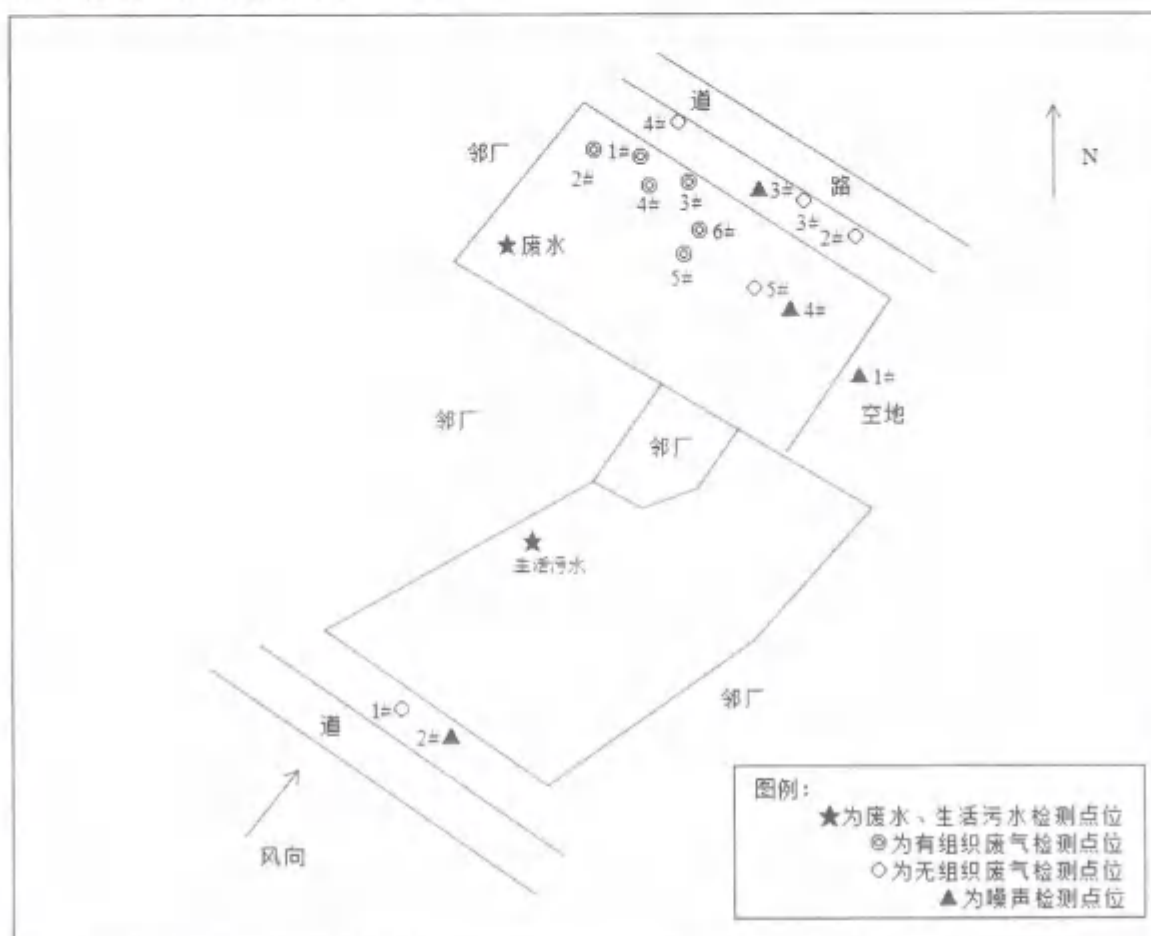 道
4#
邻厂
1#
2#
4#
3#
3#
路
N
3#
2#
6#
废水
5#
5#
4#
1#
空地
邻厂
邻厂
生活污水
邻厂
1#
道
2#
风向
图例：
★为废水、生活污水检测点位
◎为有组织废气检测点位
○为无组织废气检测点位
▲为噪声检测点位